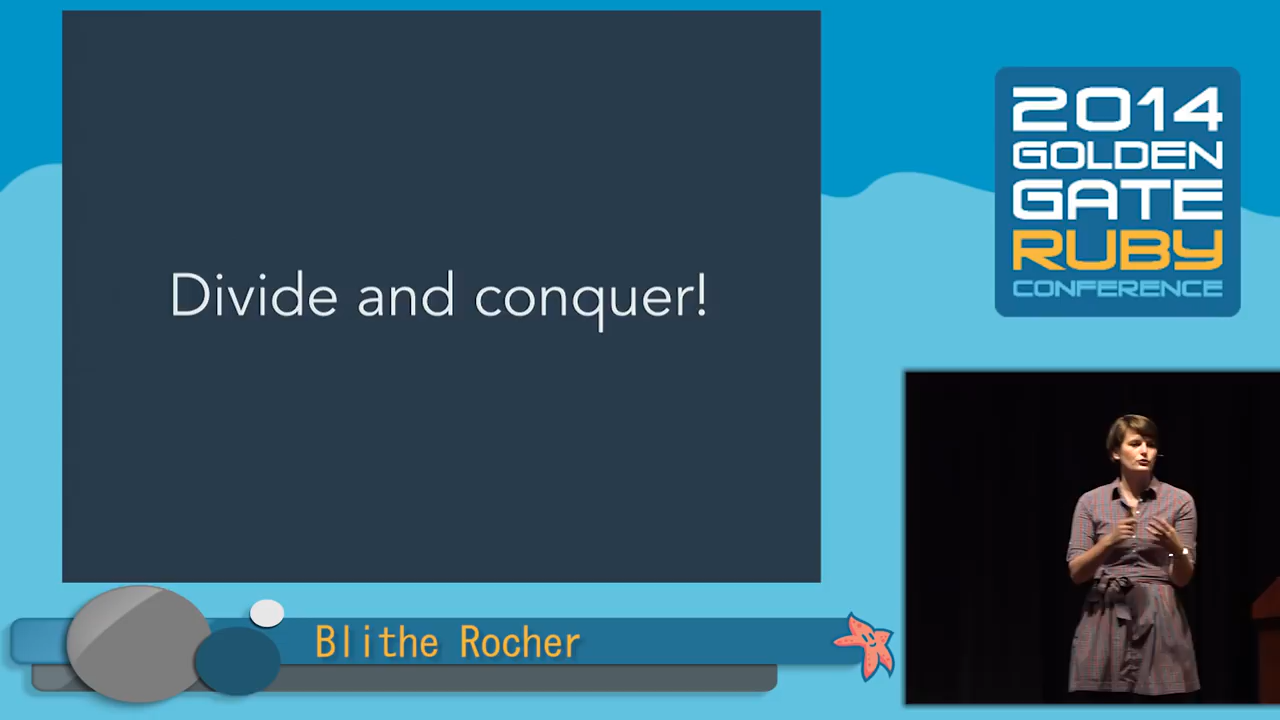 Divide and conquer!
2014
GOLDEN
GATE
RUBY
CONFERENCE
Blithe Rocher